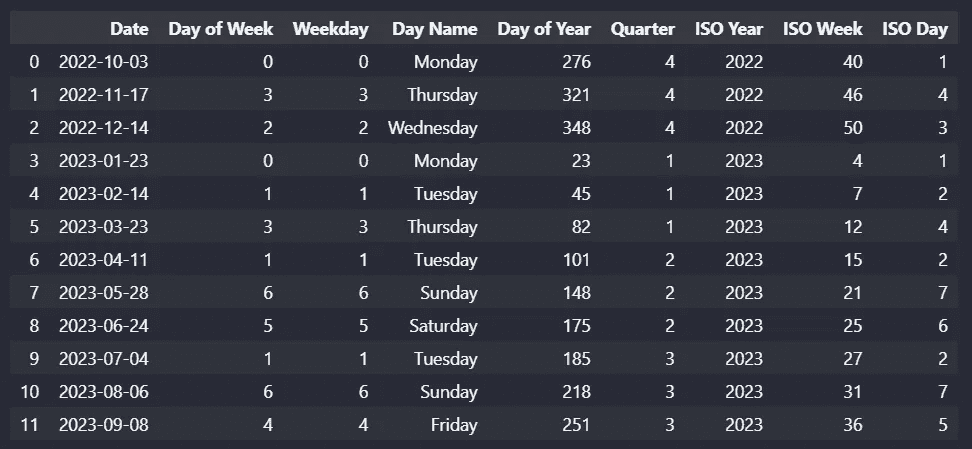 Date Day of Week Weekday Day Name Day of Year Quarter ISO Year ISO Week ISO Day
0 2022-10-03 0 0 Monday 276 4 2022 40 1
1 2022-11-17 3 3 Thursday 321 4 2022 46 4
2 2022-12-14 2 2 Wednesday 348 4 2022 50 3
3 2023-01-23 0 0 Monday 23 1 2023 4 1
4 2023-02-14 1 1 Tuesday 45 1 2023 7 2
5 2023-03-23 3 3 Thursday 82 1 2023 12 4
6 2023-04-11 1 1 Tuesday 101 2 2023 15 2
7 2023-05-28 6 6 Sunday 148 2 2023 21 7
8 2023-06-24 5 5 Saturday 175 2 2023 25 6
9 2023-07-04 1 1 Tuesday 185 3 2023 27 2
10 2023-08-06 6 6 Sunday 218 3 2023 31 7
11 2023-09-08 4 4 Friday 251 3 2023 36 5